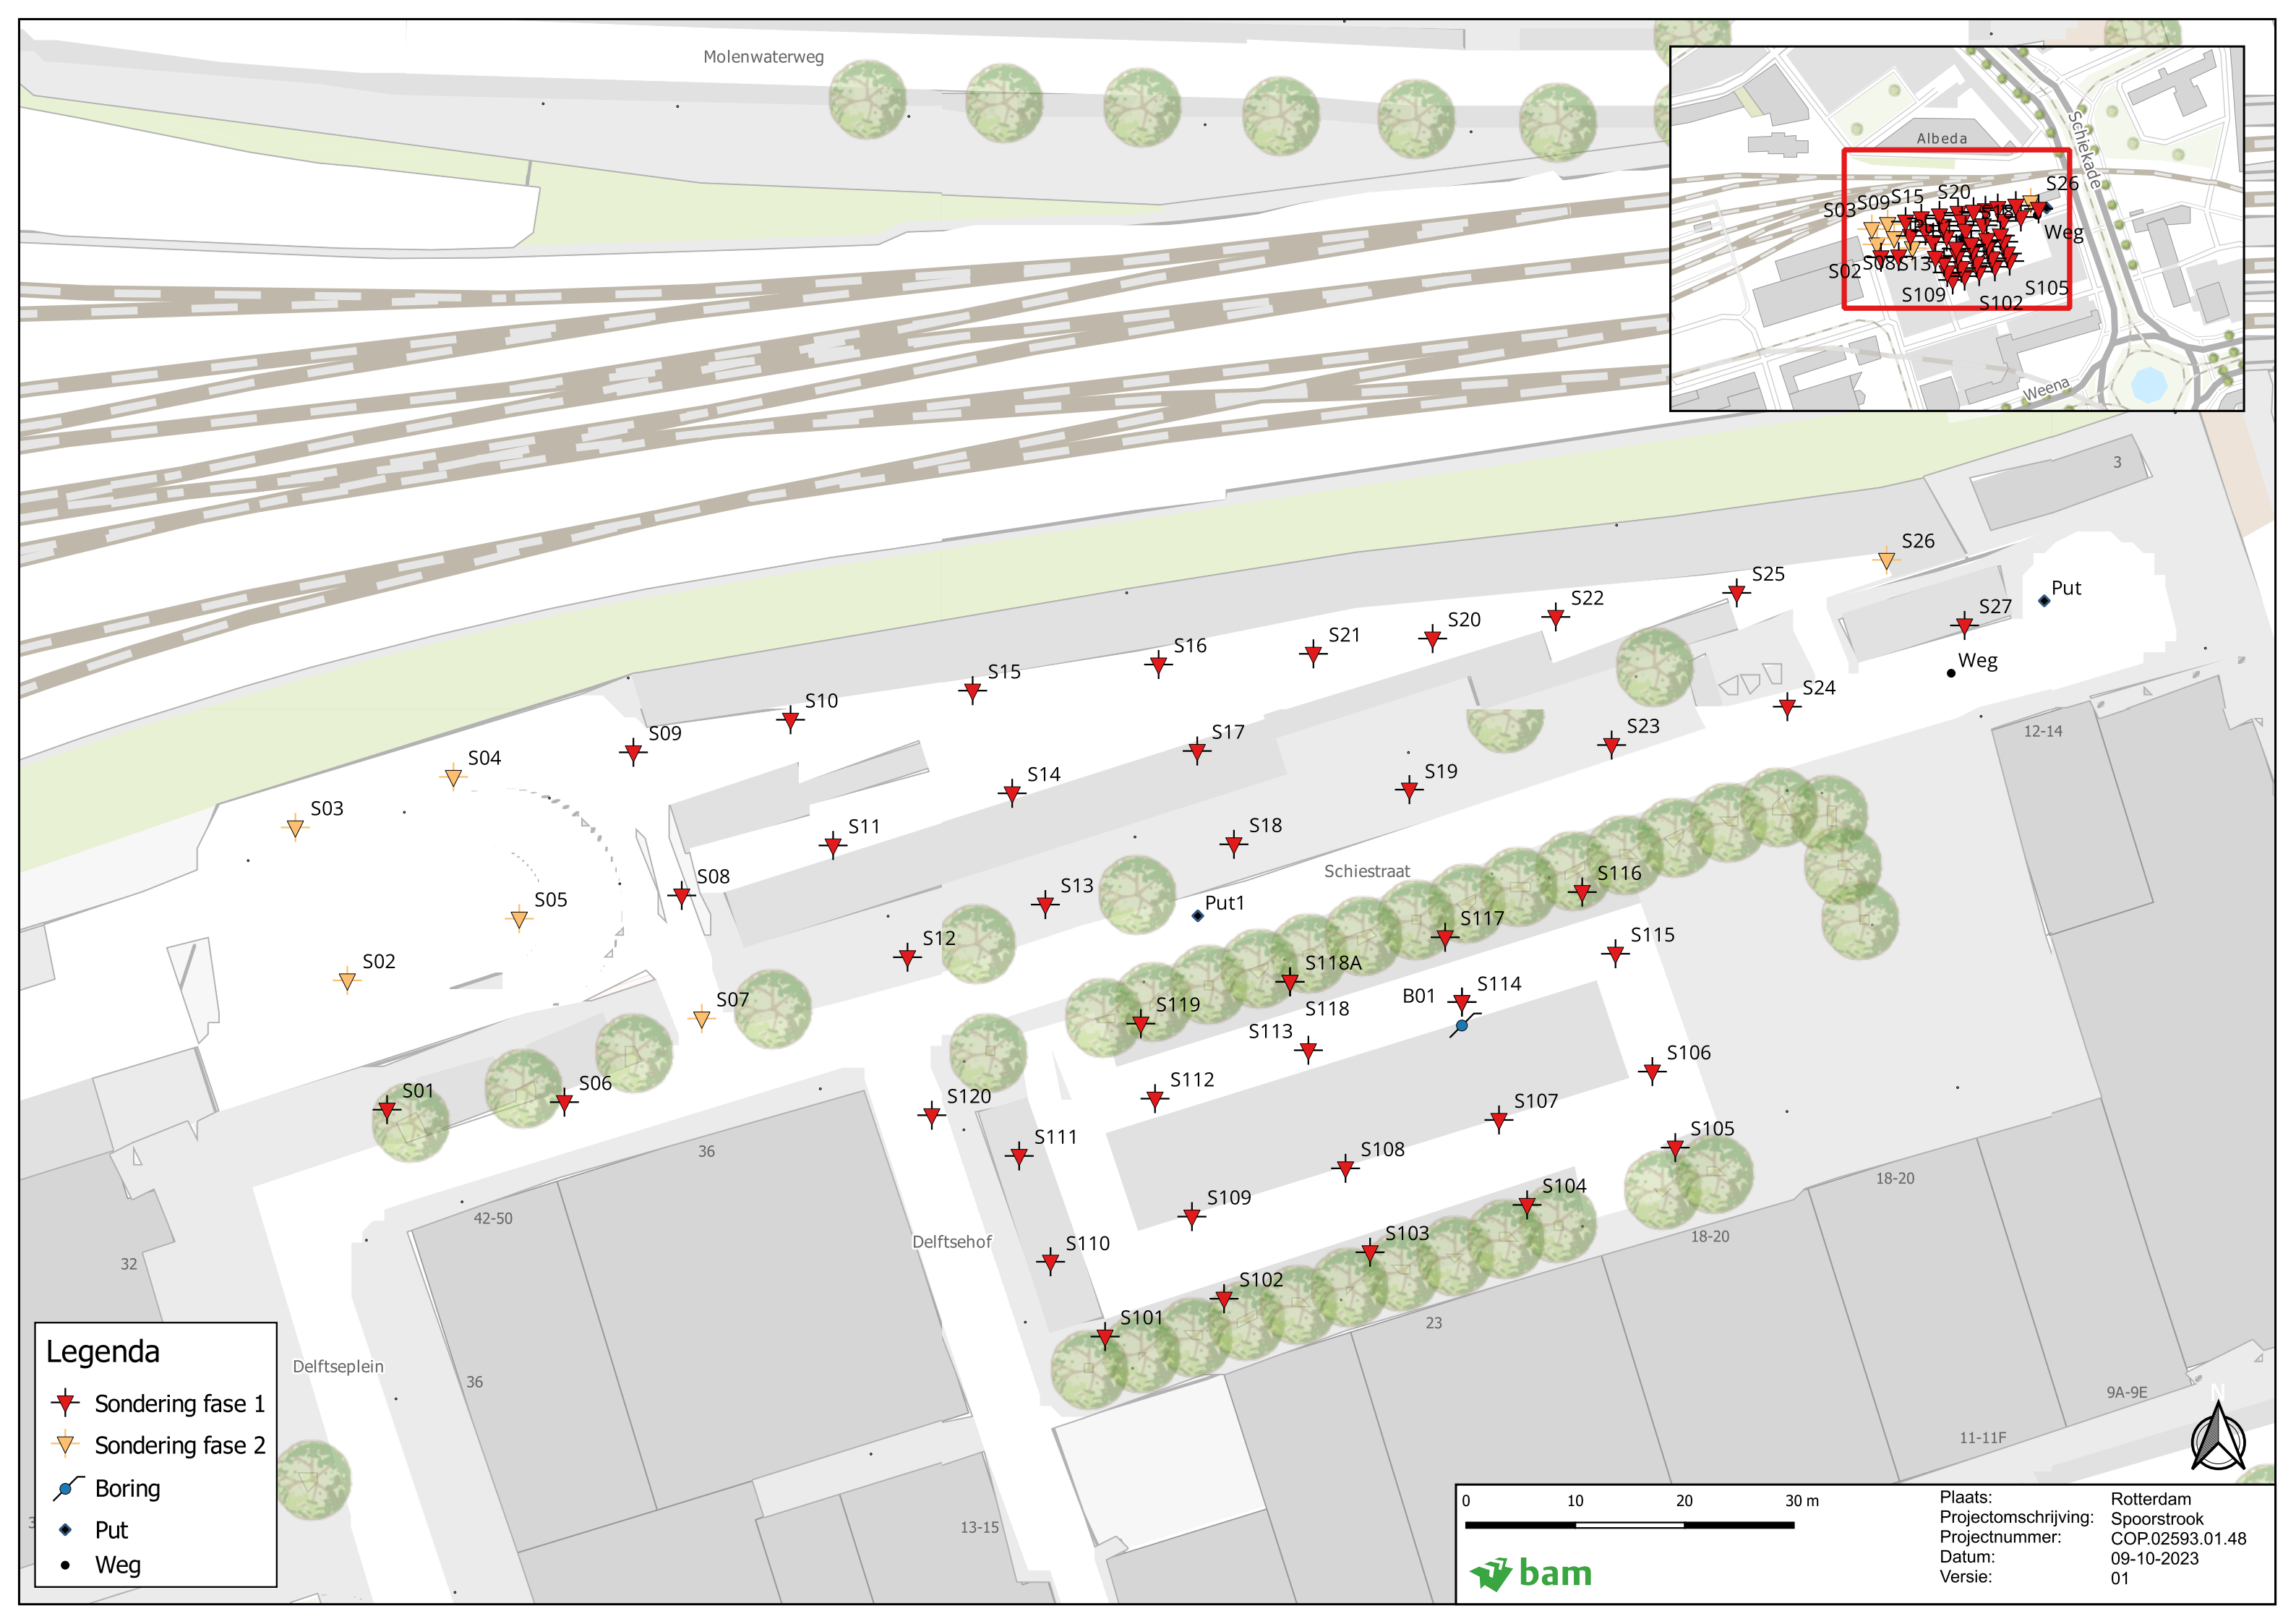 Molenwaterweg
Albeda
Schiekade
S26
S20
S15
S09
S03
S18
Put
Weg
S02
S08
S13
S109
S102
S105
Weena
3
S26
S25
Put
S22
S27
S20
S21
S16
Weg
S15
S24
S10
S23
12-14
S09
S17
S04
S14
S19
S03
S11
S18
Schiestraat
S116
S08
S13
S05
Put1
S117
S12
S115
S02
S118A
S114
B01
S07
S119
S118
S113
S106
S112
S06
S01
S120
S107
S105
S111
36
S108
18-20
S104
S109
42-50
S103
18-20
Delftsehof
S110
32
S102
S101
23
Delftseplein
36
9A-9E
11-11F
13-15
N
Legenda
Sondering fase 1
Sondering fase 2
Boring
Put
Weg
0 10 20 30 m
bam
Plaats: Rotterdam
Projectomschrijving: Spoorstrook
Projectnummer: COP.02593.01.48
Datum: 09-10-2023
Versie: 01